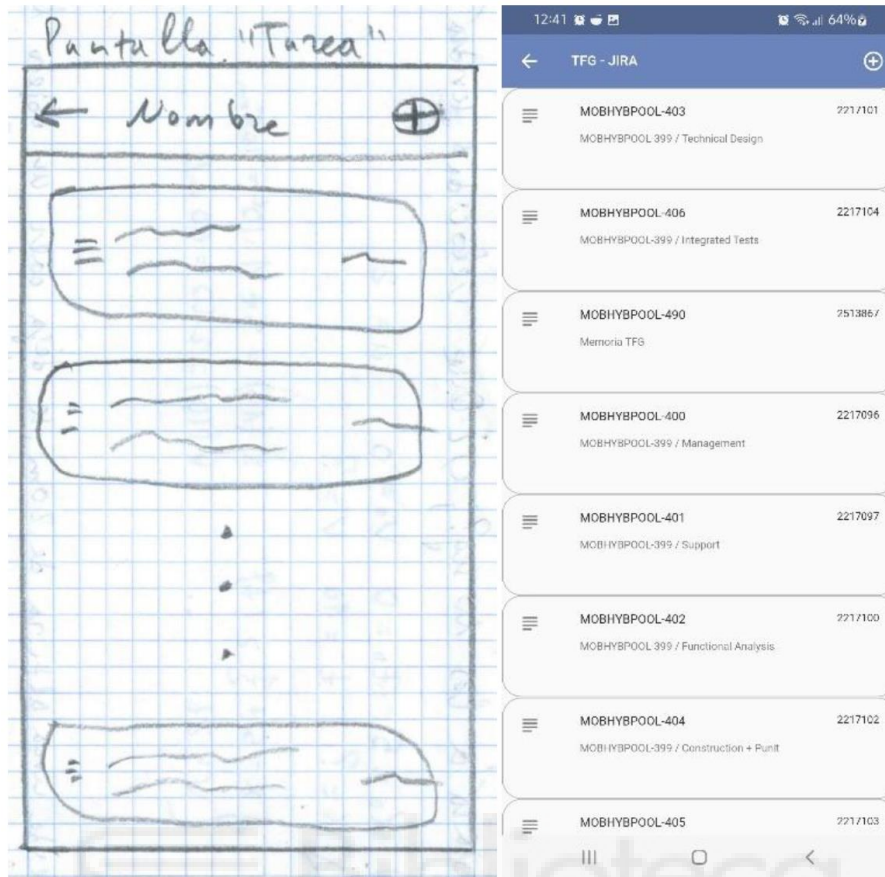 Pantalla "Tarea"
Nombre
12:41
64%
TFG - JIRA
MOBHYBPOOL-403
2217101
MOBHYBPOOL-399 / Technical Design
MOBHYBPOOL-406
2217104
MOBHYBPOOL-399 / Integrated Tests
MOBHYBPOOL-490
2513867
Memoria TFG
MOBHYBPOOL-400
2217096
MOBHYBPOOL-399 / Management
MOBHYBPOOL-401
2217097
MOBHYBPOOL-399 / Support
MOBHYBPOOL-402
2217100
MOBHYBPOOL-399 / Functional Analysis
MOBHYBPOOL-404
2217102
MOBHYBPOOL-399 / Construction + Punit
MOBHYBPOOL-405
2217103
Biblioteca